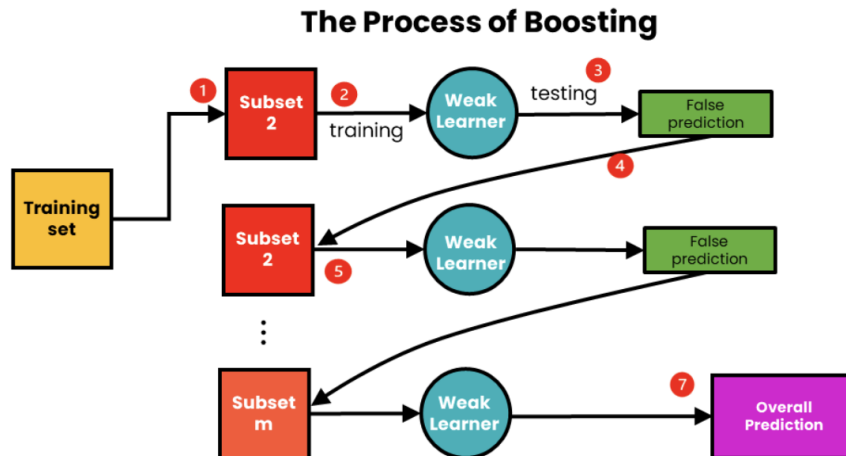 The Process of Boosting
1
Subset
2
2
training
Weak
Learner
3
testing
False
prediction
4
Training
set
Subset
2
5
Weak
Learner
False
prediction
Subset
m
Weak
Learner
7
Overall
Prediction